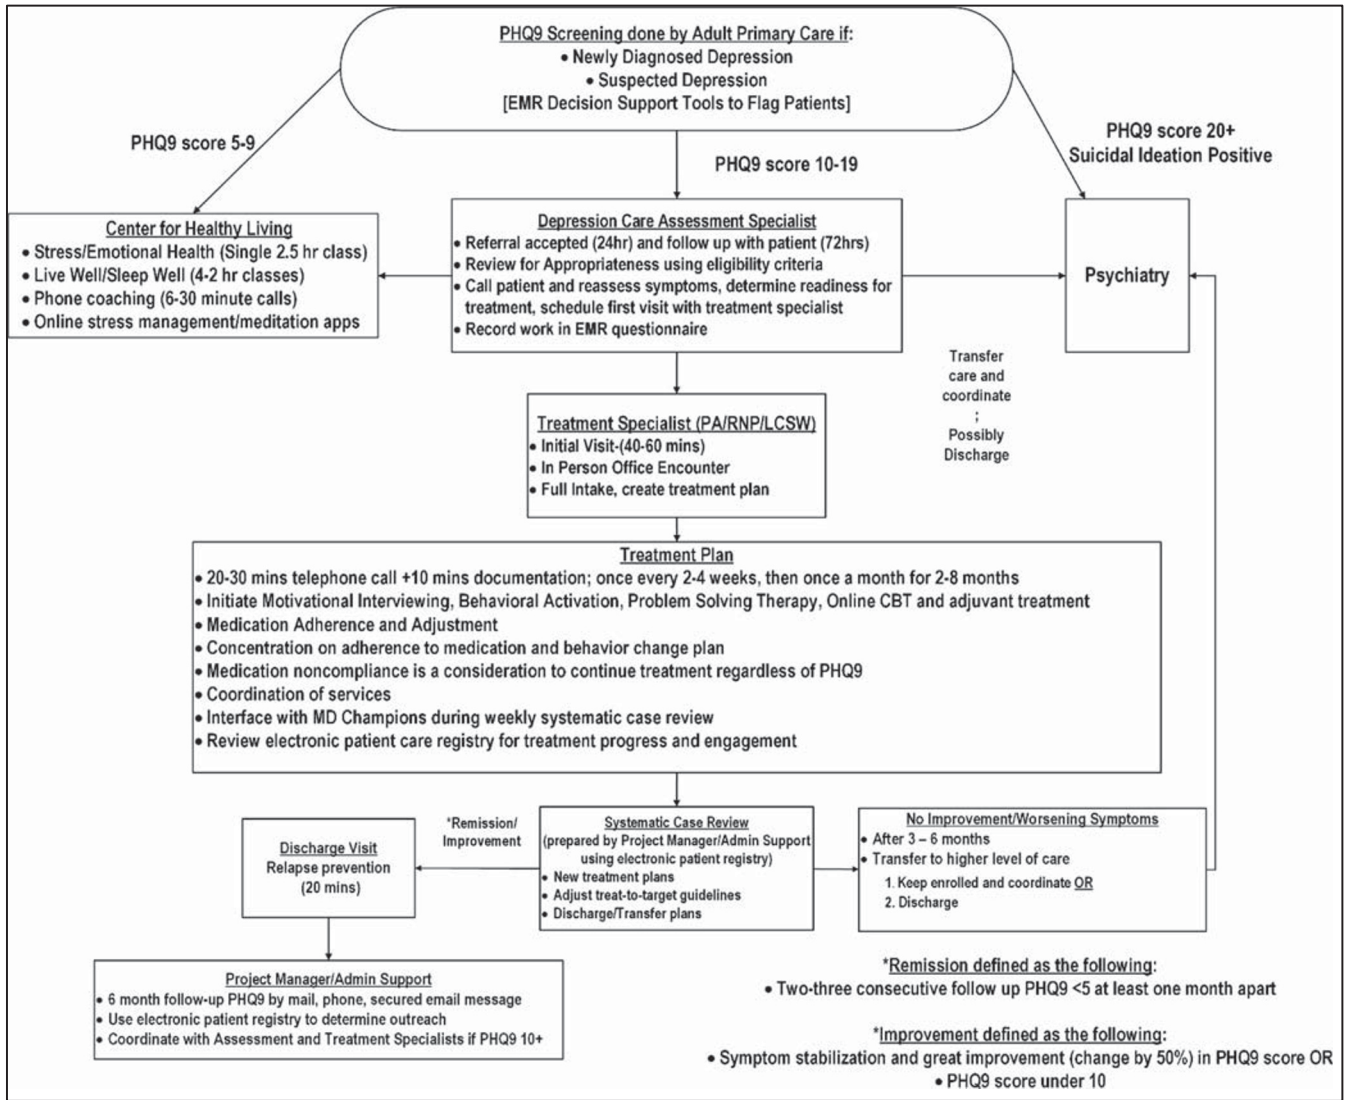 PHQ9 Screening done by Adult Primary Care if:
• Newly Diagnosed Depression
• Suspected Depression
[EMR Decision Support Tools to Flag Patients]
PHQ9 score 5-9
PHQ9 score 10-19
PHQ9 score 20+
Suicidal Ideation Positive
Center for Healthy Living
• Stress/Emotional Health (Single 2.5 hr class)
• Live Well/Sleep Well (4-2 hr classes)
• Phone coaching (6-30 minute calls)
• Online stress management/meditation apps
Depression Care Assessment Specialist
• Referral accepted (24hr) and follow up with patient (72hrs)
• Review for Appropriateness using eligibility criteria
• Call patient and reassess symptoms, determine readiness for
treatment, schedule first visit with treatment specialist
• Record work in EMR questionnaire
Psychiatry
Transfer
care and
coordinate
;
Possibly
Discharge
Treatment Specialist (PA/RNP/LCSW)
• Initial Visit-(40-60 mins)
• In Person Office Encounter
• Full Intake, create treatment plan
Treatment Plan
• 20-30 mins telephone call +10 mins documentation; once every 2-4 weeks, then once a month for 2-8 months
• Initiate Motivational Interviewing, Behavioral Activation, Problem Solving Therapy, Online CBT and adjuvant treatment
• Medication Adherence and Adjustment
• Concentration on adherence to medication and behavior change plan
• Medication noncompliance is a consideration to continue treatment regardless of PHQ9
• Coordination of services
• Interface with MD Champions during weekly systematic case review
• Review electronic patient care registry for treatment progress and engagement
*Remission/
Improvement
Discharge Visit
Relapse prevention
(20 mins)
Systematic Case Review
(prepared by Project Manager/Admin Support
using electronic patient registry)
• New treatment plans
• Adjust treat-to-target guidelines
• Discharge/Transfer plans
No Improvement/Worsening Symptoms
• After 3 – 6 months
• Transfer to higher level of care
1. Keep enrolled and coordinate OR
2. Discharge
Project Manager/Admin Support
• 6 month follow-up PHQ9 by mail, phone, secured email message
• Use electronic patient registry to determine outreach
• Coordinate with Assessment and Treatment Specialists if PHQ9 10+
*Remission defined as the following:
• Two-three consecutive follow up PHQ9 <5 at least one month apart
*Improvement defined as the following:
• Symptom stabilization and great improvement (change by 50%) in PHQ9 score OR
• PHQ9 score under 10